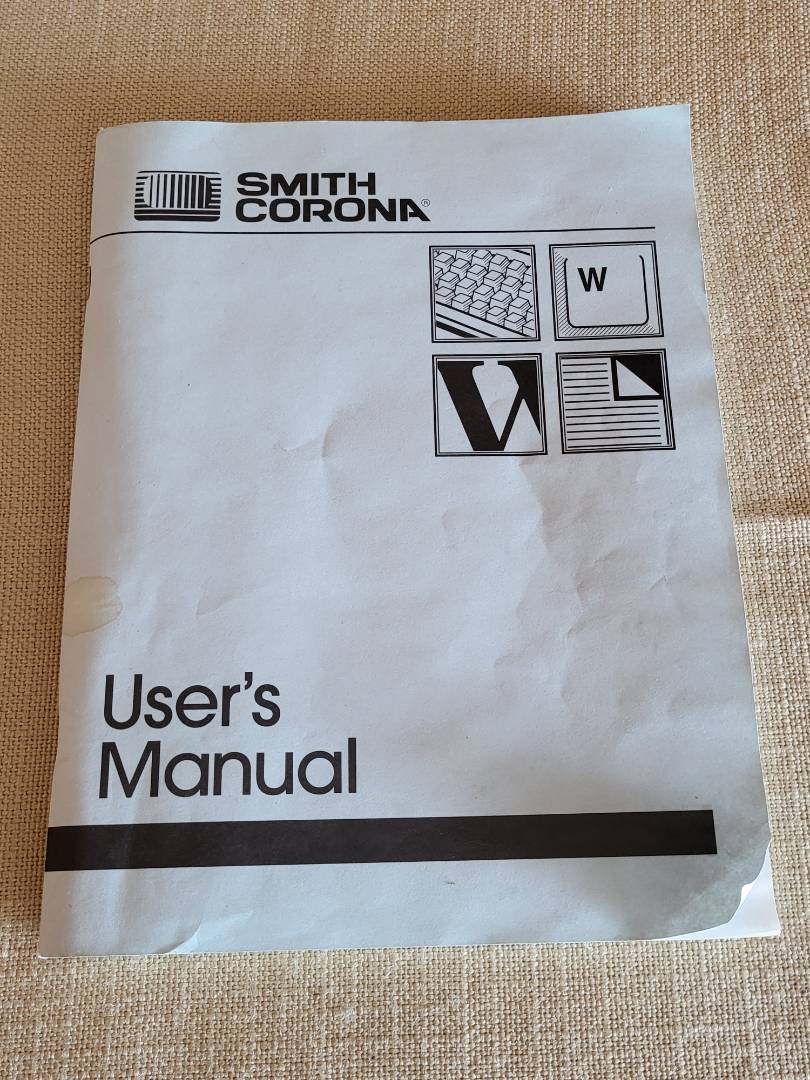 SMITH
CORONA®
W
User's
Manual